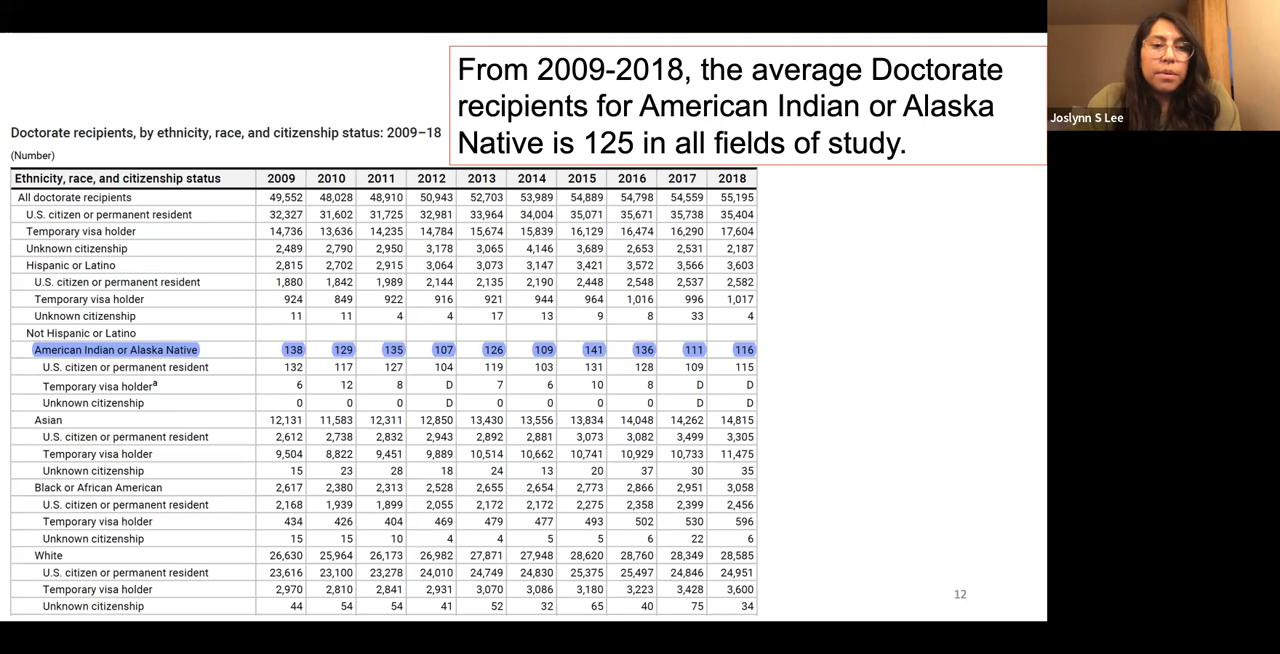 From 2009-2018, the average Doctorate
recipients for American Indian or Alaska
Native is 125 in all fields of study.
Joslynn S Lee
Doctorate recipients, by ethnicity, race, and citizenship status: 2009–18
(Number)
Ethnicity, race, and citizenship status 2009 2010 2011 2012 2013 2014 2015 2016 2017 2018
All doctorate recipients 49,552 48,028 48,910 50,943 52,703 53,989 54,889 54,798 54,559 55,195
U.S. citizen or permanent resident 32,327 31,602 31,725 32,981 33,964 34,004 35,071 35,671 35,738 35,404
Temporary visa holder 14,736 13,636 14,235 14,784 15,674 15,839 16,129 16,474 16,290 17,604
Unknown citizenship 2,489 2,790 2,950 3,178 3,065 4,146 3,689 2,653 2,531 2,187
Hispanic or Latino 2,815 2,702 2,915 3,064 3,073 3,147 3,421 3,572 3,566 3,603
U.S. citizen or permanent resident 1,880 1,842 1,989 2,144 2,135 2,190 2,448 2,548 2,537 2,582
Temporary visa holder 924 849 922 916 921 944 964 1,016 996 1,017
Unknown citizenship 11 11 4 4 17 13 9 8 33 4
Not Hispanic or Latino
American Indian or Alaska Native 138 129 135 107 126 109 141 136 111 116
U.S. citizen or permanent resident 132 117 127 104 119 103 131 128 109 115
Temporary visa holderª 6 12 8 D 7 6 10 8 D D
Unknown citizenship 0 0 0 D 0 0 0 0 D D
Asian 12,131 11,583 12,311 12,850 13,430 13,556 13,834 14,048 14,262 14,815
U.S. citizen or permanent resident 2,612 2,738 2,832 2,943 2,892 2,881 3,073 3,082 3,499 3,305
Temporary visa holder 9,504 8,822 9,451 9,889 10,514 10,662 10,741 10,929 10,733 11,475
Unknown citizenship 15 23 28 18 24 13 20 37 30 35
Black or African American 2,617 2,380 2,313 2,528 2,655 2,654 2,773 2,866 2,951 3,058
U.S. citizen or permanent resident 2,168 1,939 1,899 2,055 2,172 2,172 2,275 2,358 2,399 2,456
Temporary visa holder 434 426 404 469 479 477 493 502 530 596
Unknown citizenship 15 15 10 4 4 5 5 6 22 6
White 26,630 25,964 26,173 26,982 27,871 27,948 28,620 28,760 28,349 28,585
U.S. citizen or permanent resident 23,616 23,100 23,278 24,010 24,749 24,830 25,375 25,497 24,846 24,951
Temporary visa holder 2,970 2,810 2,841 2,931 3,070 3,086 3,180 3,223 3,428 3,600
Unknown citizenship 44 54 54 41 52 32 65 40 75 34
12